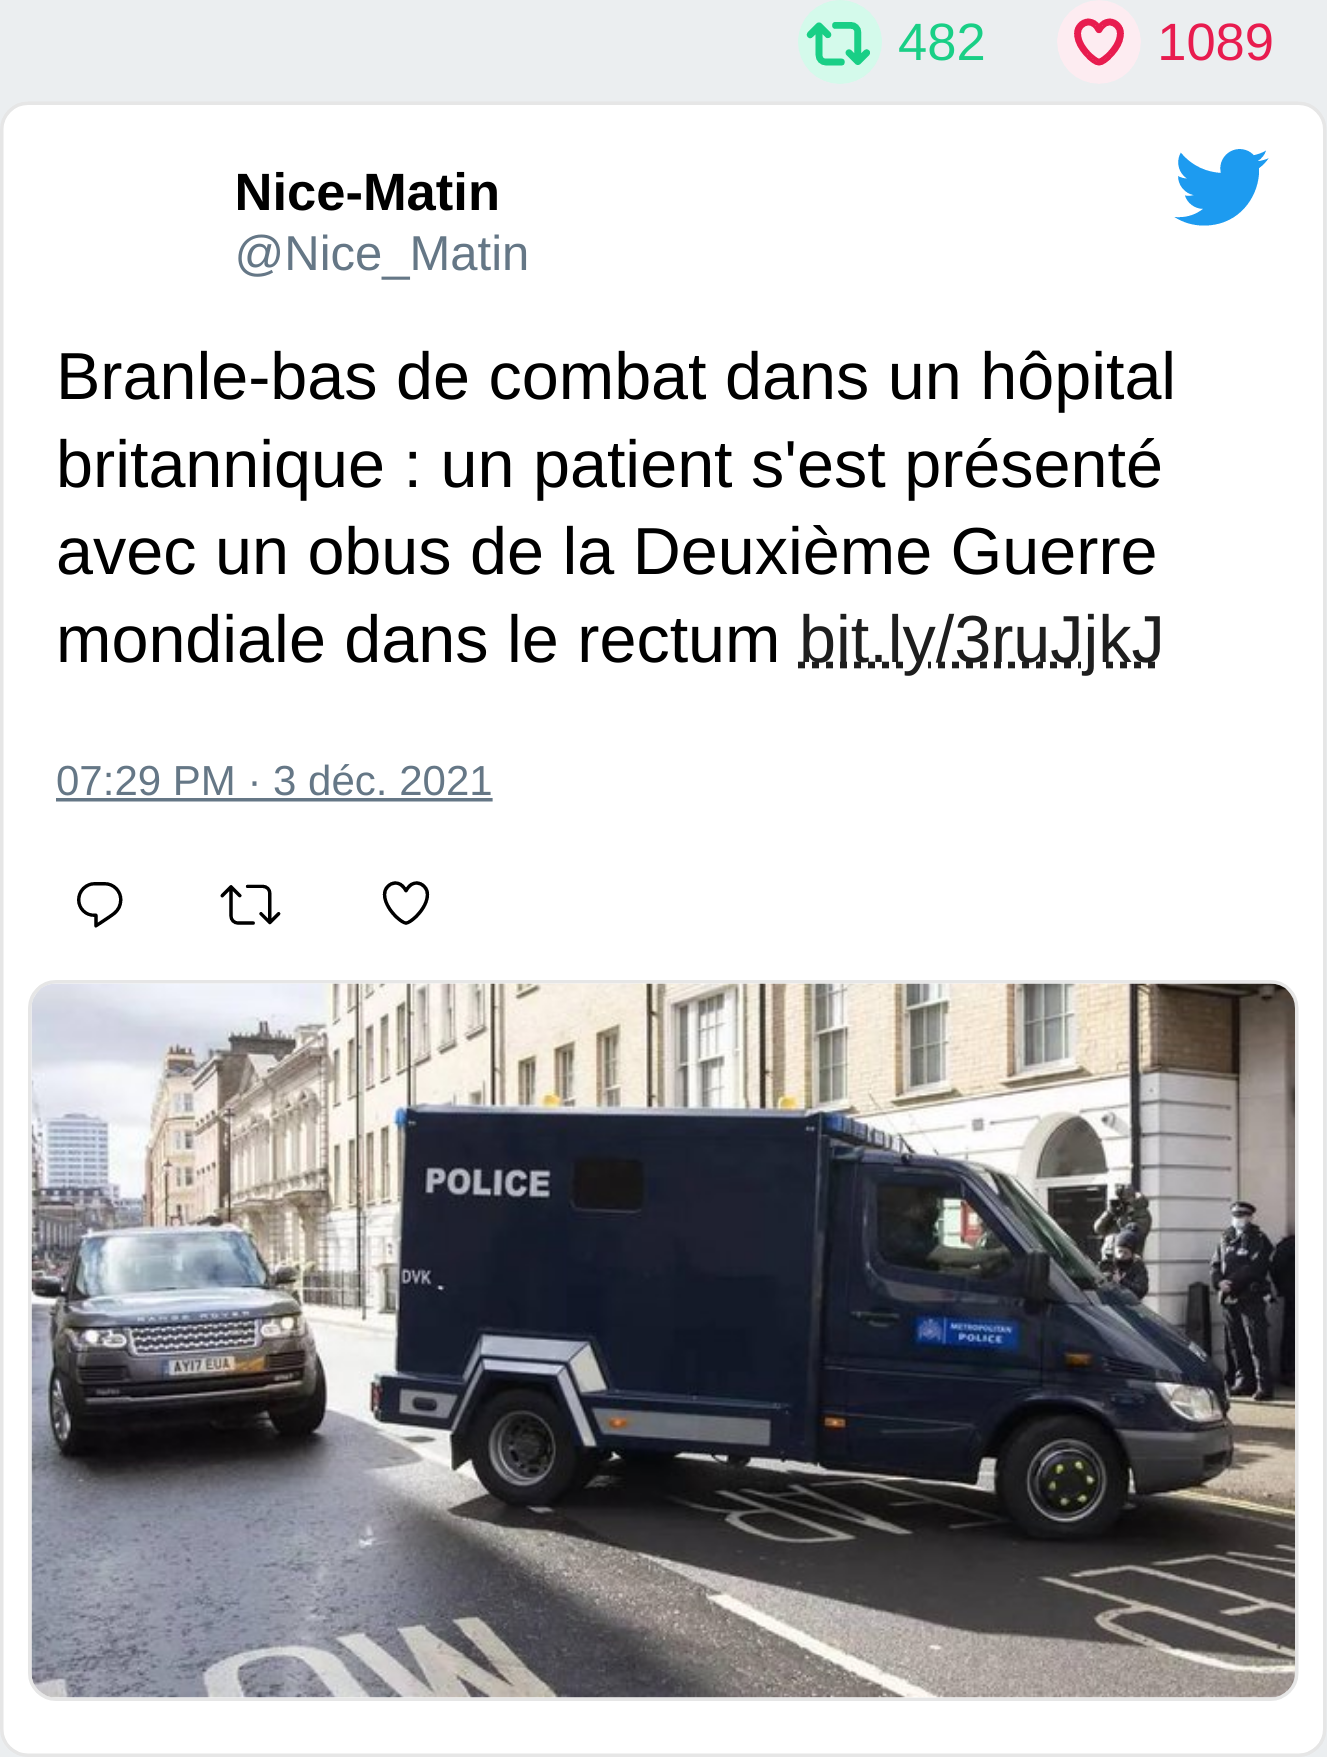 482 1089
Nice-Matin
@Nice_Matin
Branle-bas de combat dans un hôpital
britannique : un patient s'est présenté
avec un obus de la Deuxième Guerre
mondiale dans le rectum bit.ly/3ruJjkJ
07:29 PM · 3 déc. 2021
POLICE
DVK
RANGE ROVER
METROPOLITAN
POLICE
AY17 EUA